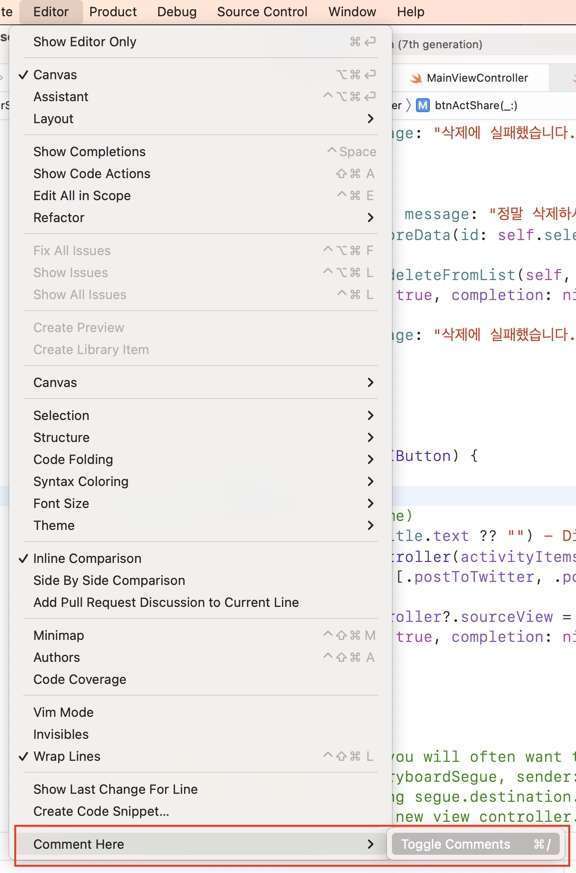 te Editor Product Debug Source Control Window Help
Show Editor Only ⌘↩
(7th generation)
✓ Canvas ⌥⌘↩
MainViewController
Assistant ^⌥⌘↩
Layout >
er > M btnActShare(_:)
age: "삭제에 실패했습니다.
Show Completions ^Space
Show Code Actions ⇧⌘ A
Edit All in Scope ^⌘ E
message: "정말 삭제하
Refactor >
oreData(id: self.sele
Fix All Issues ^⌥⌘ F
Show Issues ^⌥⌘ L
deleteFromList(self,
Show All Issues ^⌘ L
true, completion: ni
Create Preview
age: "삭제에 실패했습니다.
Create Library Item
Canvas >
Selection >
Structure >
Code Folding >
Button) {
Syntax Coloring >
Font Size >
me)
Theme >
itle.text ?? "") – Di
✓ Inline Comparison
troller(activityItems
Side By Side Comparison
[.postToTwitter, .po
Add Pull Request Discussion to Current Line
roller?.sourceView =
Minimap ^⇧⌘ M
true, completion: ni
Authors ^⇧⌘ A
Code Coverage
Vim Mode
Invisibles
✓ Wrap Lines ^⇧⌘ L
you will often want t
ryboardSegue, sender:
Show Last Change For Line
ng segue.destination.
Create Code Snippet...
new view controller.
Comment Here > Toggle Comments ⌘/